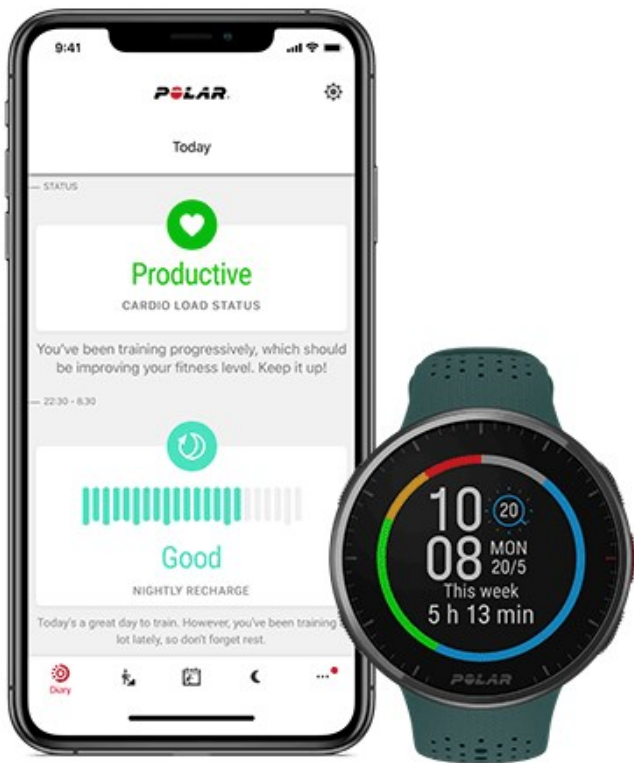 9:41
POLAR
Today
STATUS
Productive
CARDIO LOAD STATUS
You've been training progressively, which should
be improving your fitness level. Keep it up!
22:30 - 8.30
Good
NIGHTLY RECHARGE
Today's a great day to train. However, you've been training
lot lately, so don't forget rest.
Diary
10
20
08
MON
20/5
This week
5 h 13 min
POLAR